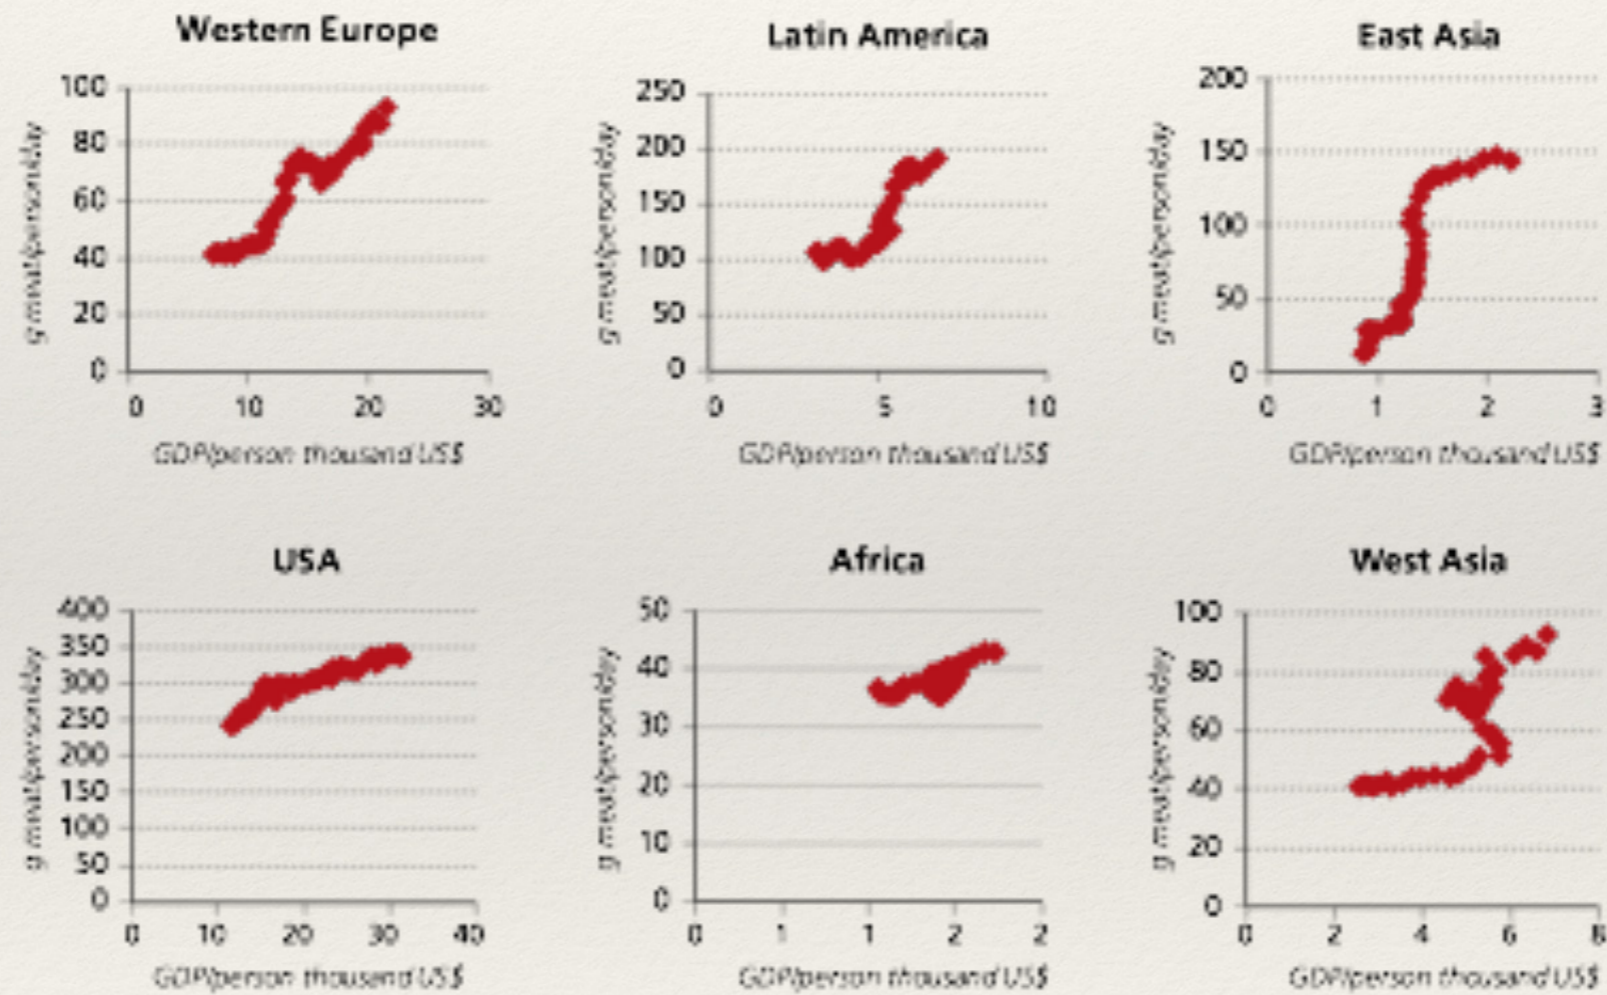 Western Europe
g meat/person/day
100
80
60
40
20
0
0 10 20 30
GDP/person thousand US$
Latin America
g meat/person/day
250
200
150
100
50
0
0 5 10
GDP/person thousand US$
East Asia
g meat/person/day
200
150
100
50
0
0 1 2 3
GDP/person thousand US$
USA
g meat/person/day
400
350
300
250
200
150
100
50
0
0 10 20 30 40
GDP/person thousand US$
Africa
g meat/person/day
50
40
30
20
10
0
0 1 1 2 2
GDP/person thousand US$
West Asia
g meat/person/day
100
80
60
40
20
0
0 2 4 6 8
GDP/person thousand US$